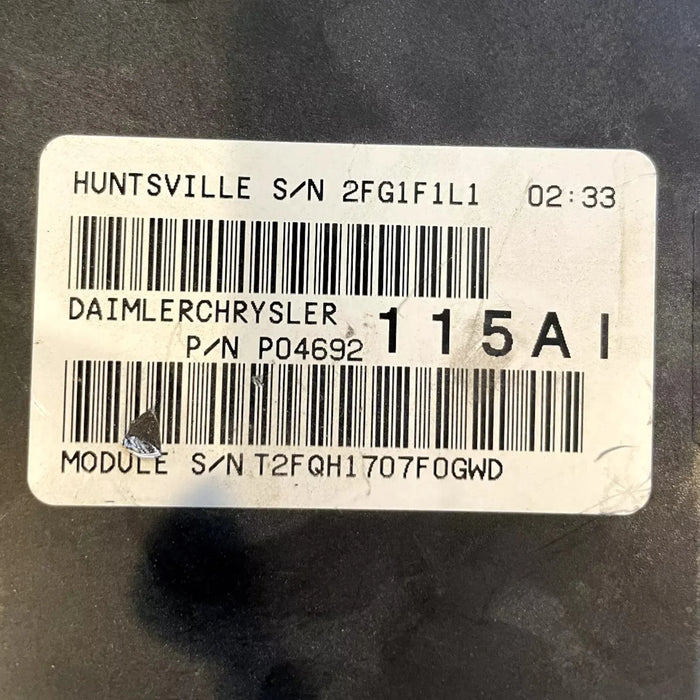 HUNTSVILLE S/N 2FG1F1L1 02:33
DAIMLERCHRYSLER
P/N P04692 115AI
MODULE S/N T2FQH1707F0GWD